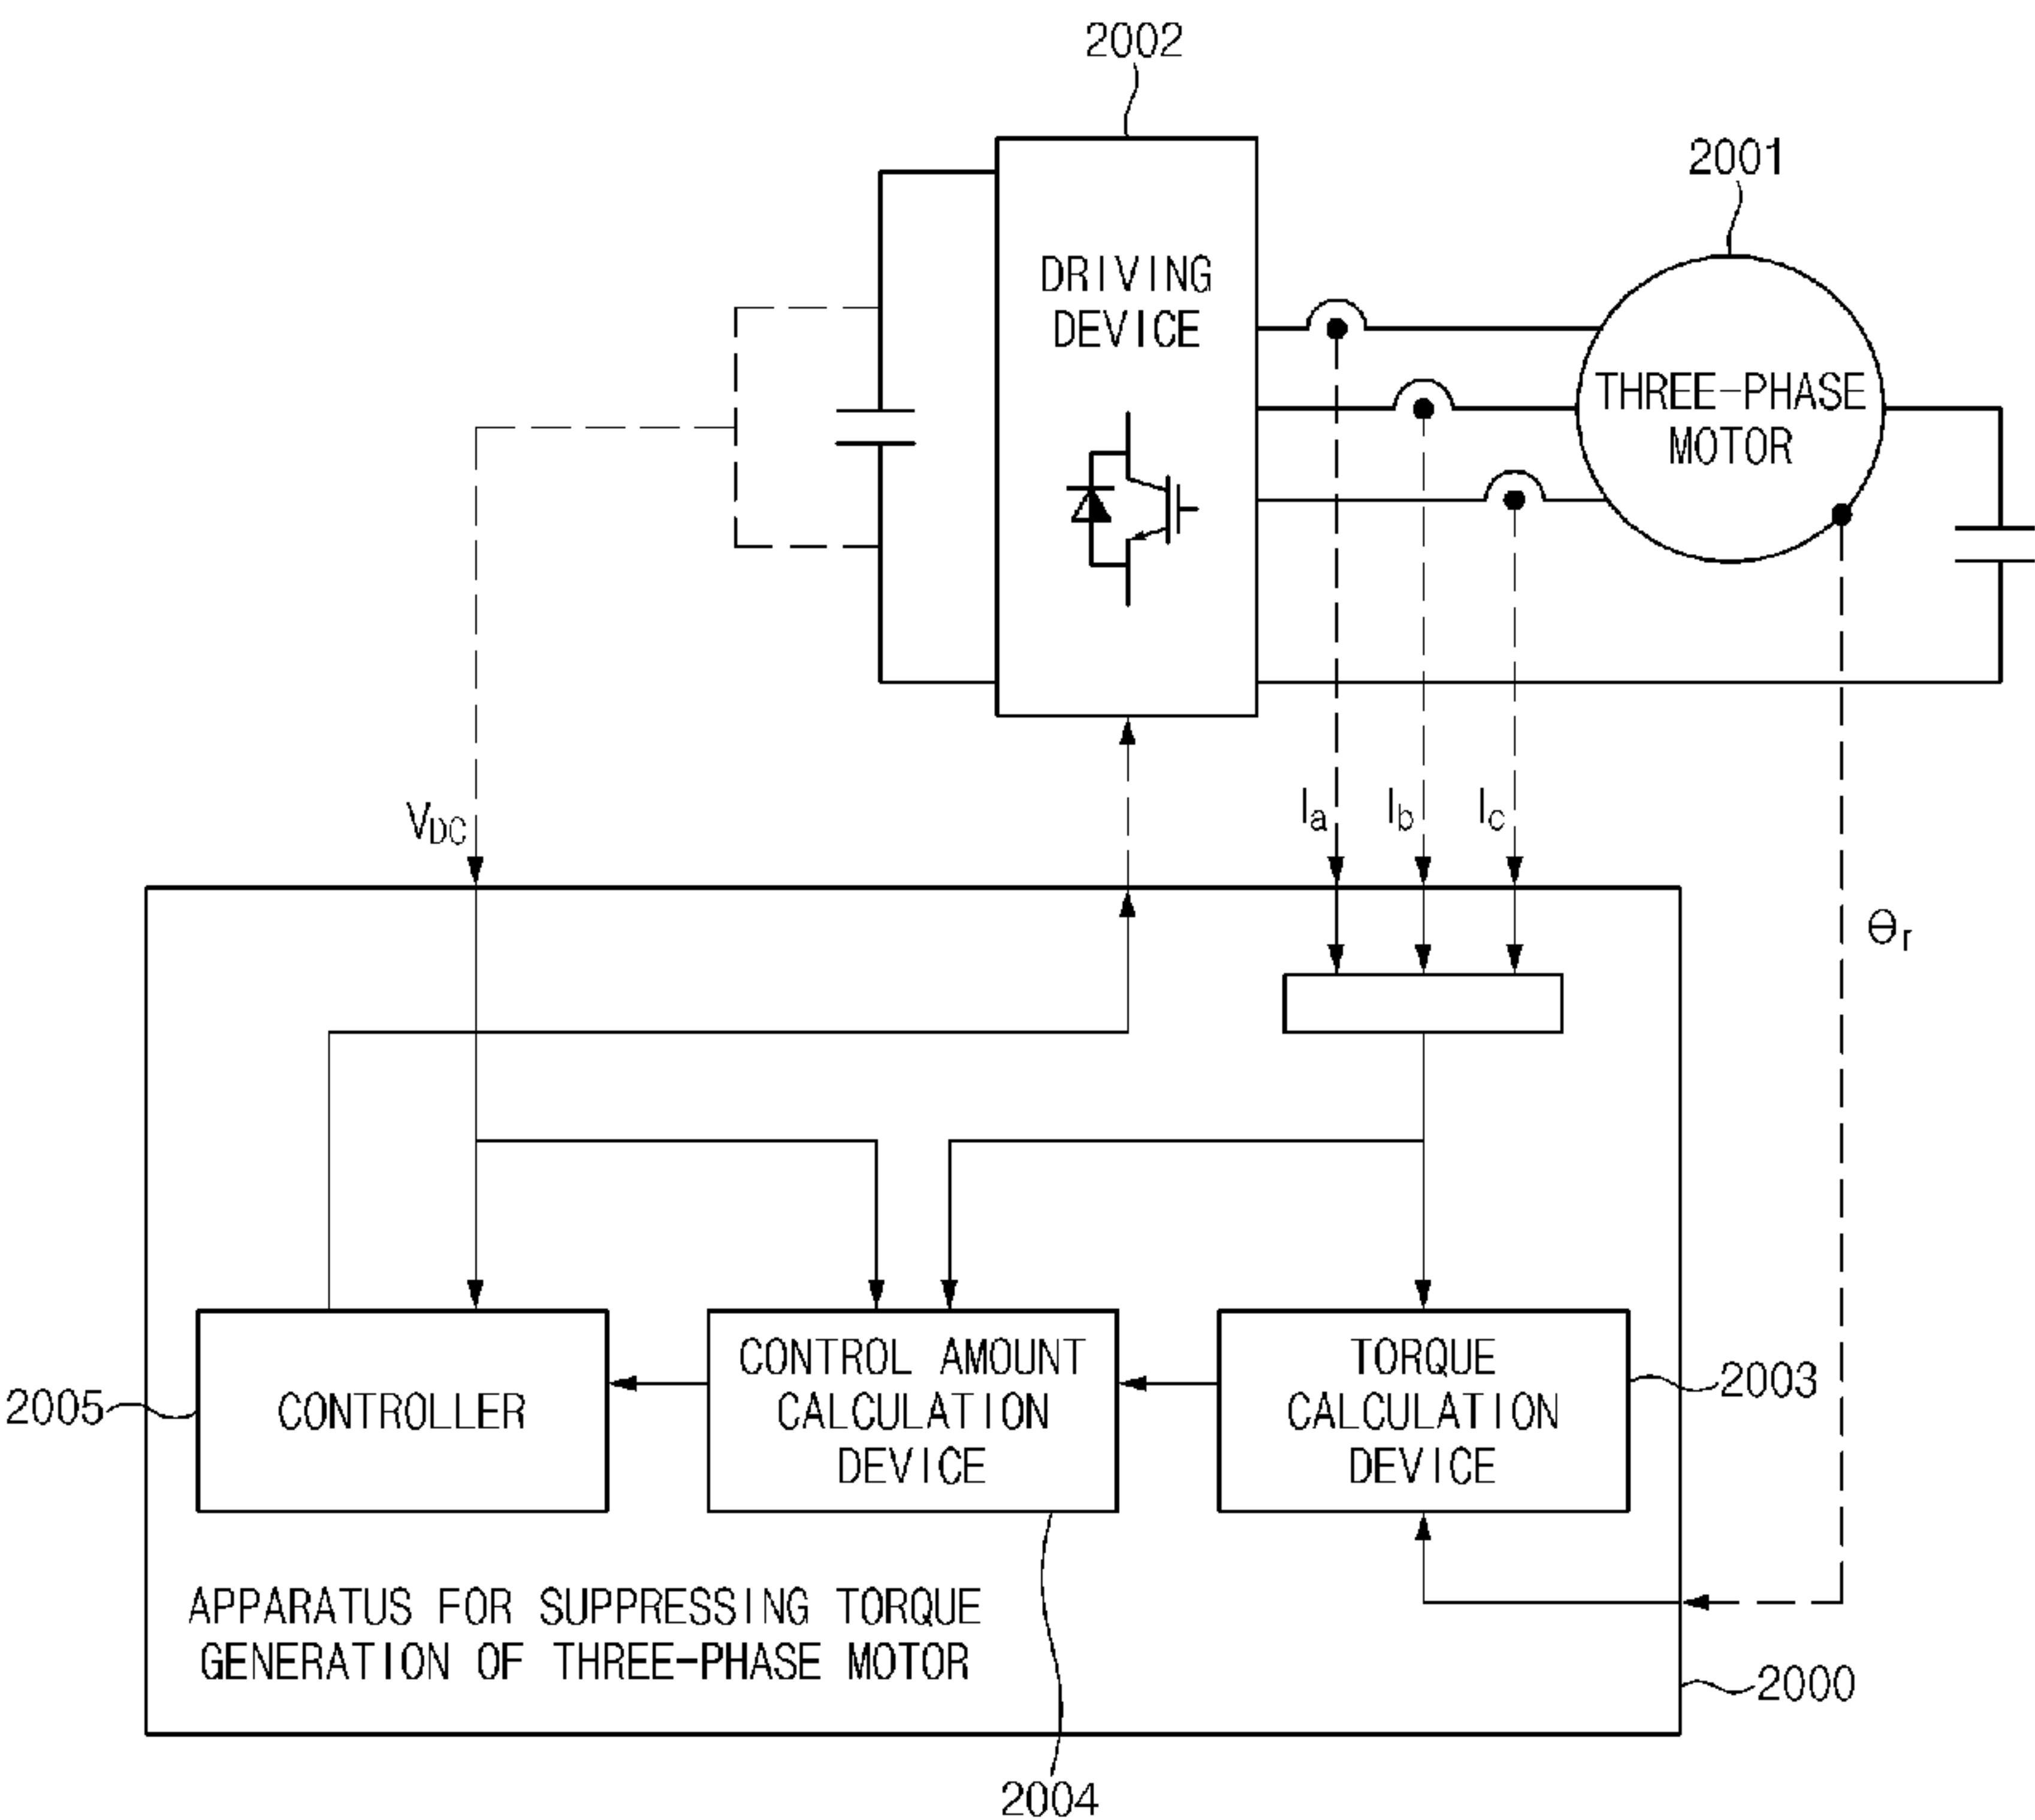 2002
2001
DRIVING
DEVICE
THREE-PHASE
MOTOR
VDC
Ia
Ib
Ic
Θr
CONTROLLER
CONTROL AMOUNT
CALCULATION
DEVICE
TORQUE
CALCULATION
DEVICE
2005
2003
APPARATUS FOR SUPPRESSING TORQUE
GENERATION OF THREE-PHASE MOTOR
2000
2004